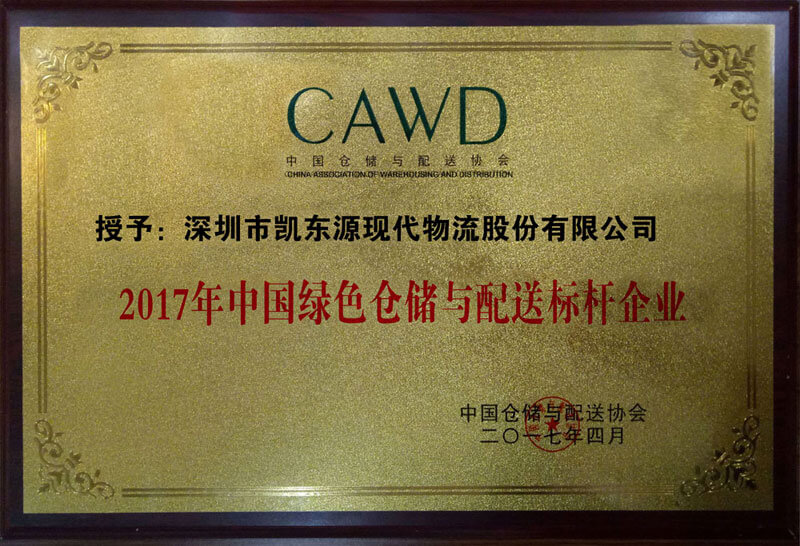 CAWD
中国仓储与配送协会
CHINA ASSOCIATION OF WAREHOUSING AND DISTRIBUTION
授予：深圳市凯东源现代物流股份有限公司
2017年中国绿色仓储与配送标杆企业
中国仓储与配送协会
二〇一七年四月